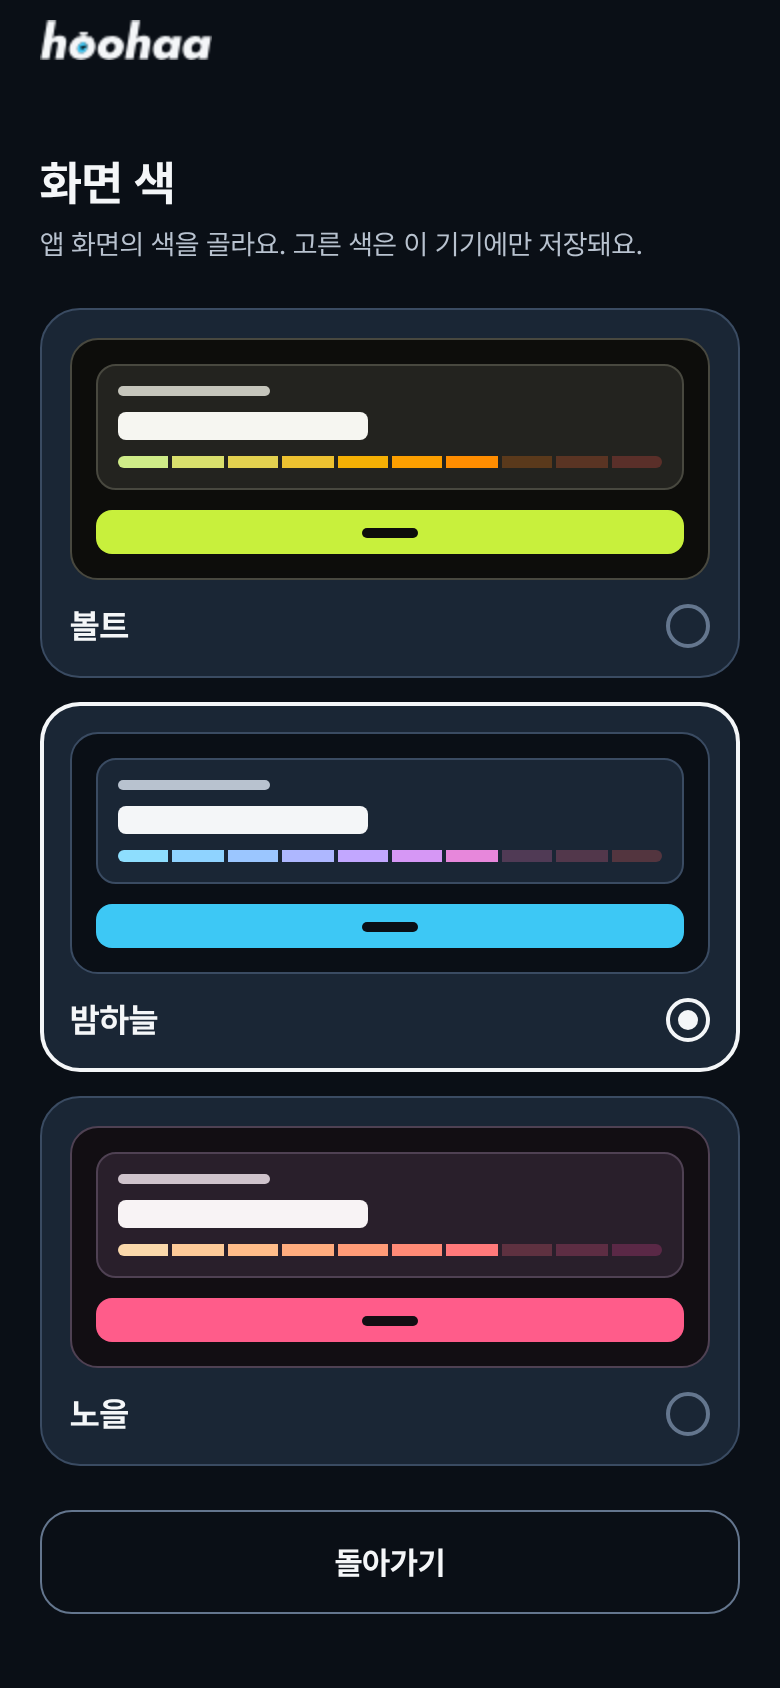 hoohaa
화면 색
앱 화면의 색을 골라요. 고른 색은 이 기기에만 저장돼요.
볼트
밤하늘
노을
돌아가기